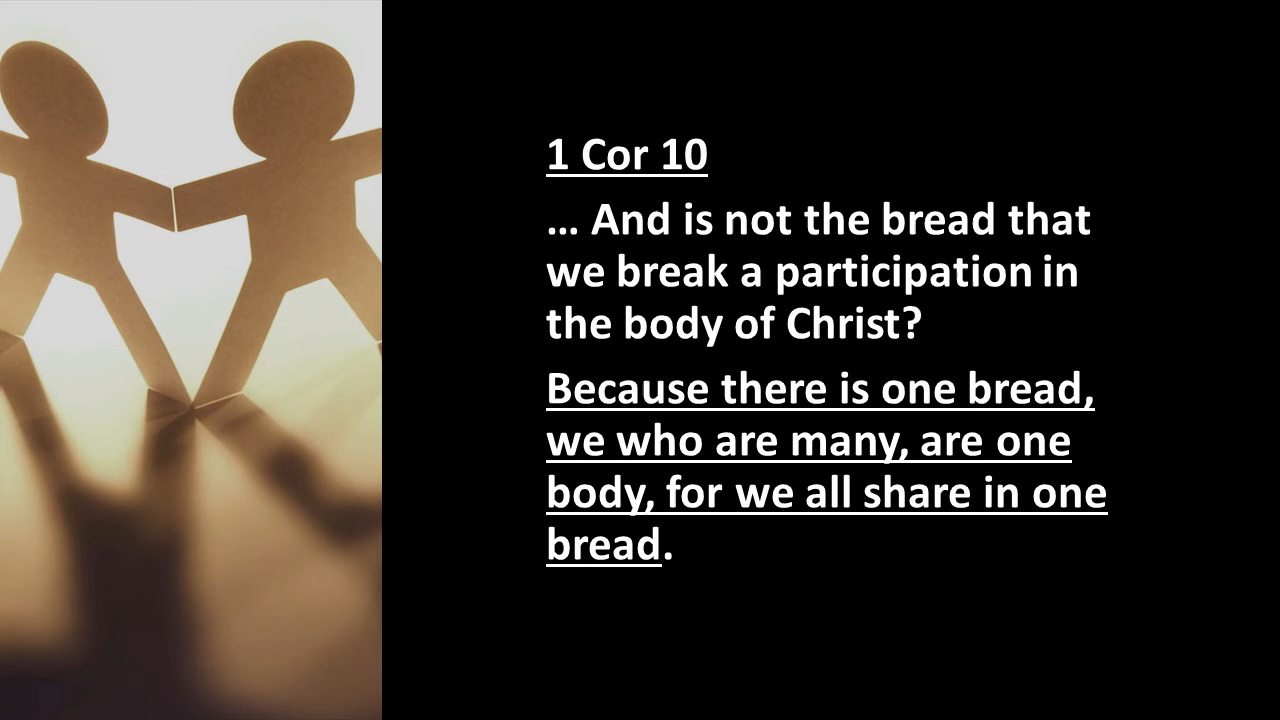 1 Cor 10
… And is not the bread that
we break a participation in
the body of Christ?
Because there is one bread,
we who are many, are one
body, for we all share in one
bread.